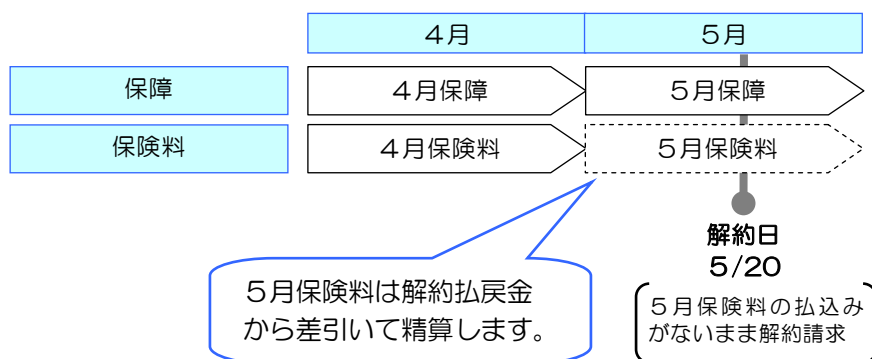 ４月
５月
保障
４月保障
５月保障
保険料
４月保険料
５月保険料
解約日
５/２０
５月保険料は解約払戻金
から差引いて精算します。
５月保険料の払込み
がないまま解約請求